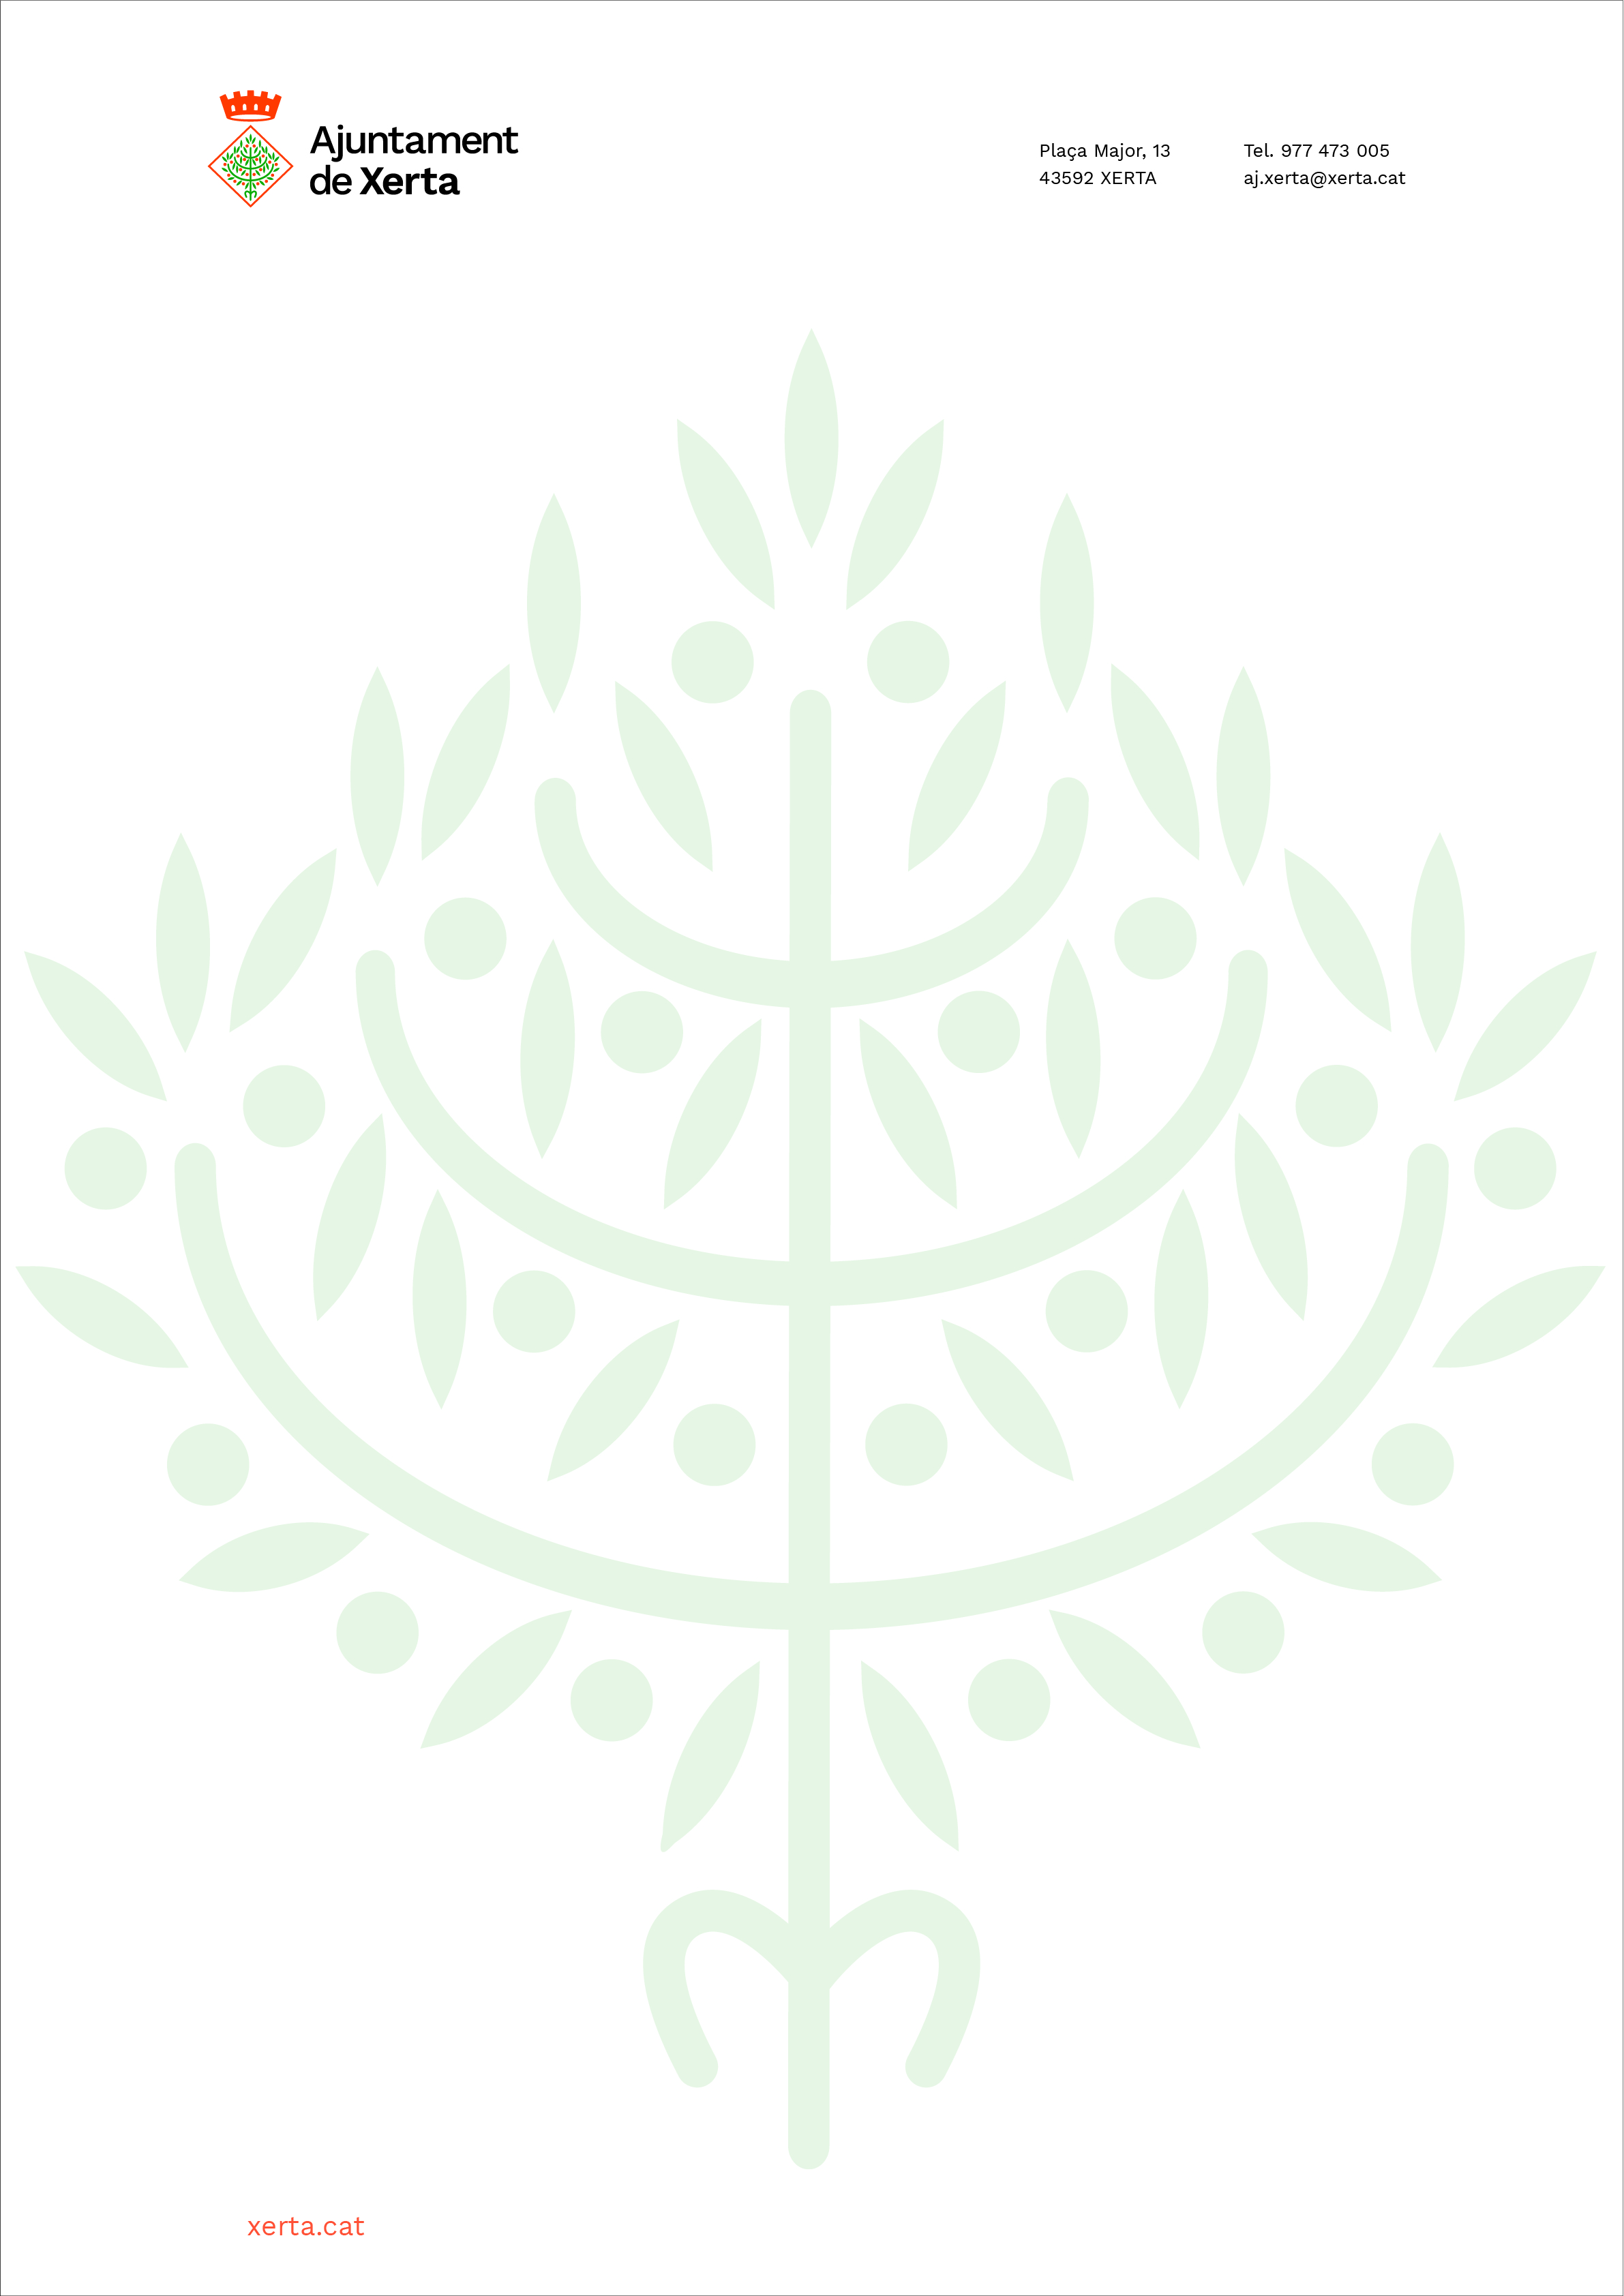 Ajuntament
de Xerta
Plaça Major, 13
43592 XERTA
Tel. 977 473 005
aj.xerta@xerta.cat
xerta.cat